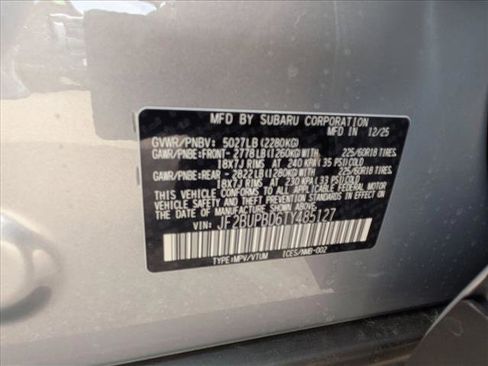 MFD BY SUBARU CORPORATION
MFD IN 12/25
GVWR/PNBV: 5027LB(2280KG)
GAWR/PNBE:FRONT- 2778LB(1260KG)WITH 225/60R18 TIRES,
18X7J RIMS AT 240 KPA(35 PSI)COLD
GAWR/PNBE:REAR - 2822LB(1280KG)WITH 225/60R18 TIRES,
18X7J RIMS AT 230 KPA(33 PSI)COLD
THIS VEHICLE CONFORMS TO ALL APPLICABLE FEDERAL MOTOR
VEHICLE SAFETY AND THEFT PREVENTION STANDARDS IN
EFFECT ON THE DATE OF MANUFACTURE SHOWN ABOVE.
VIN: JF2BUPBD6TY485127
TYPE:MPV/VTUM ICES/NMB-002